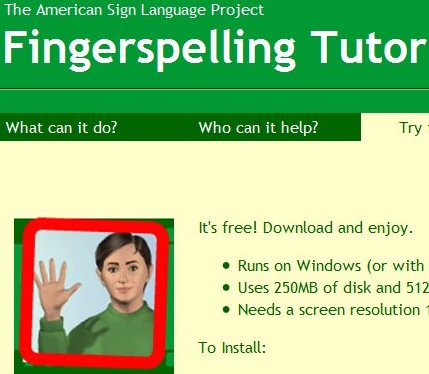 The American Sign Language Project
Fingerspelling Tutor
What can it do?
Who can it help?
Try
It's free! Download and enjoy.
Runs on Windows (or with
Uses 250MB of disk and 512
Needs a screen resolution 1
To Install: